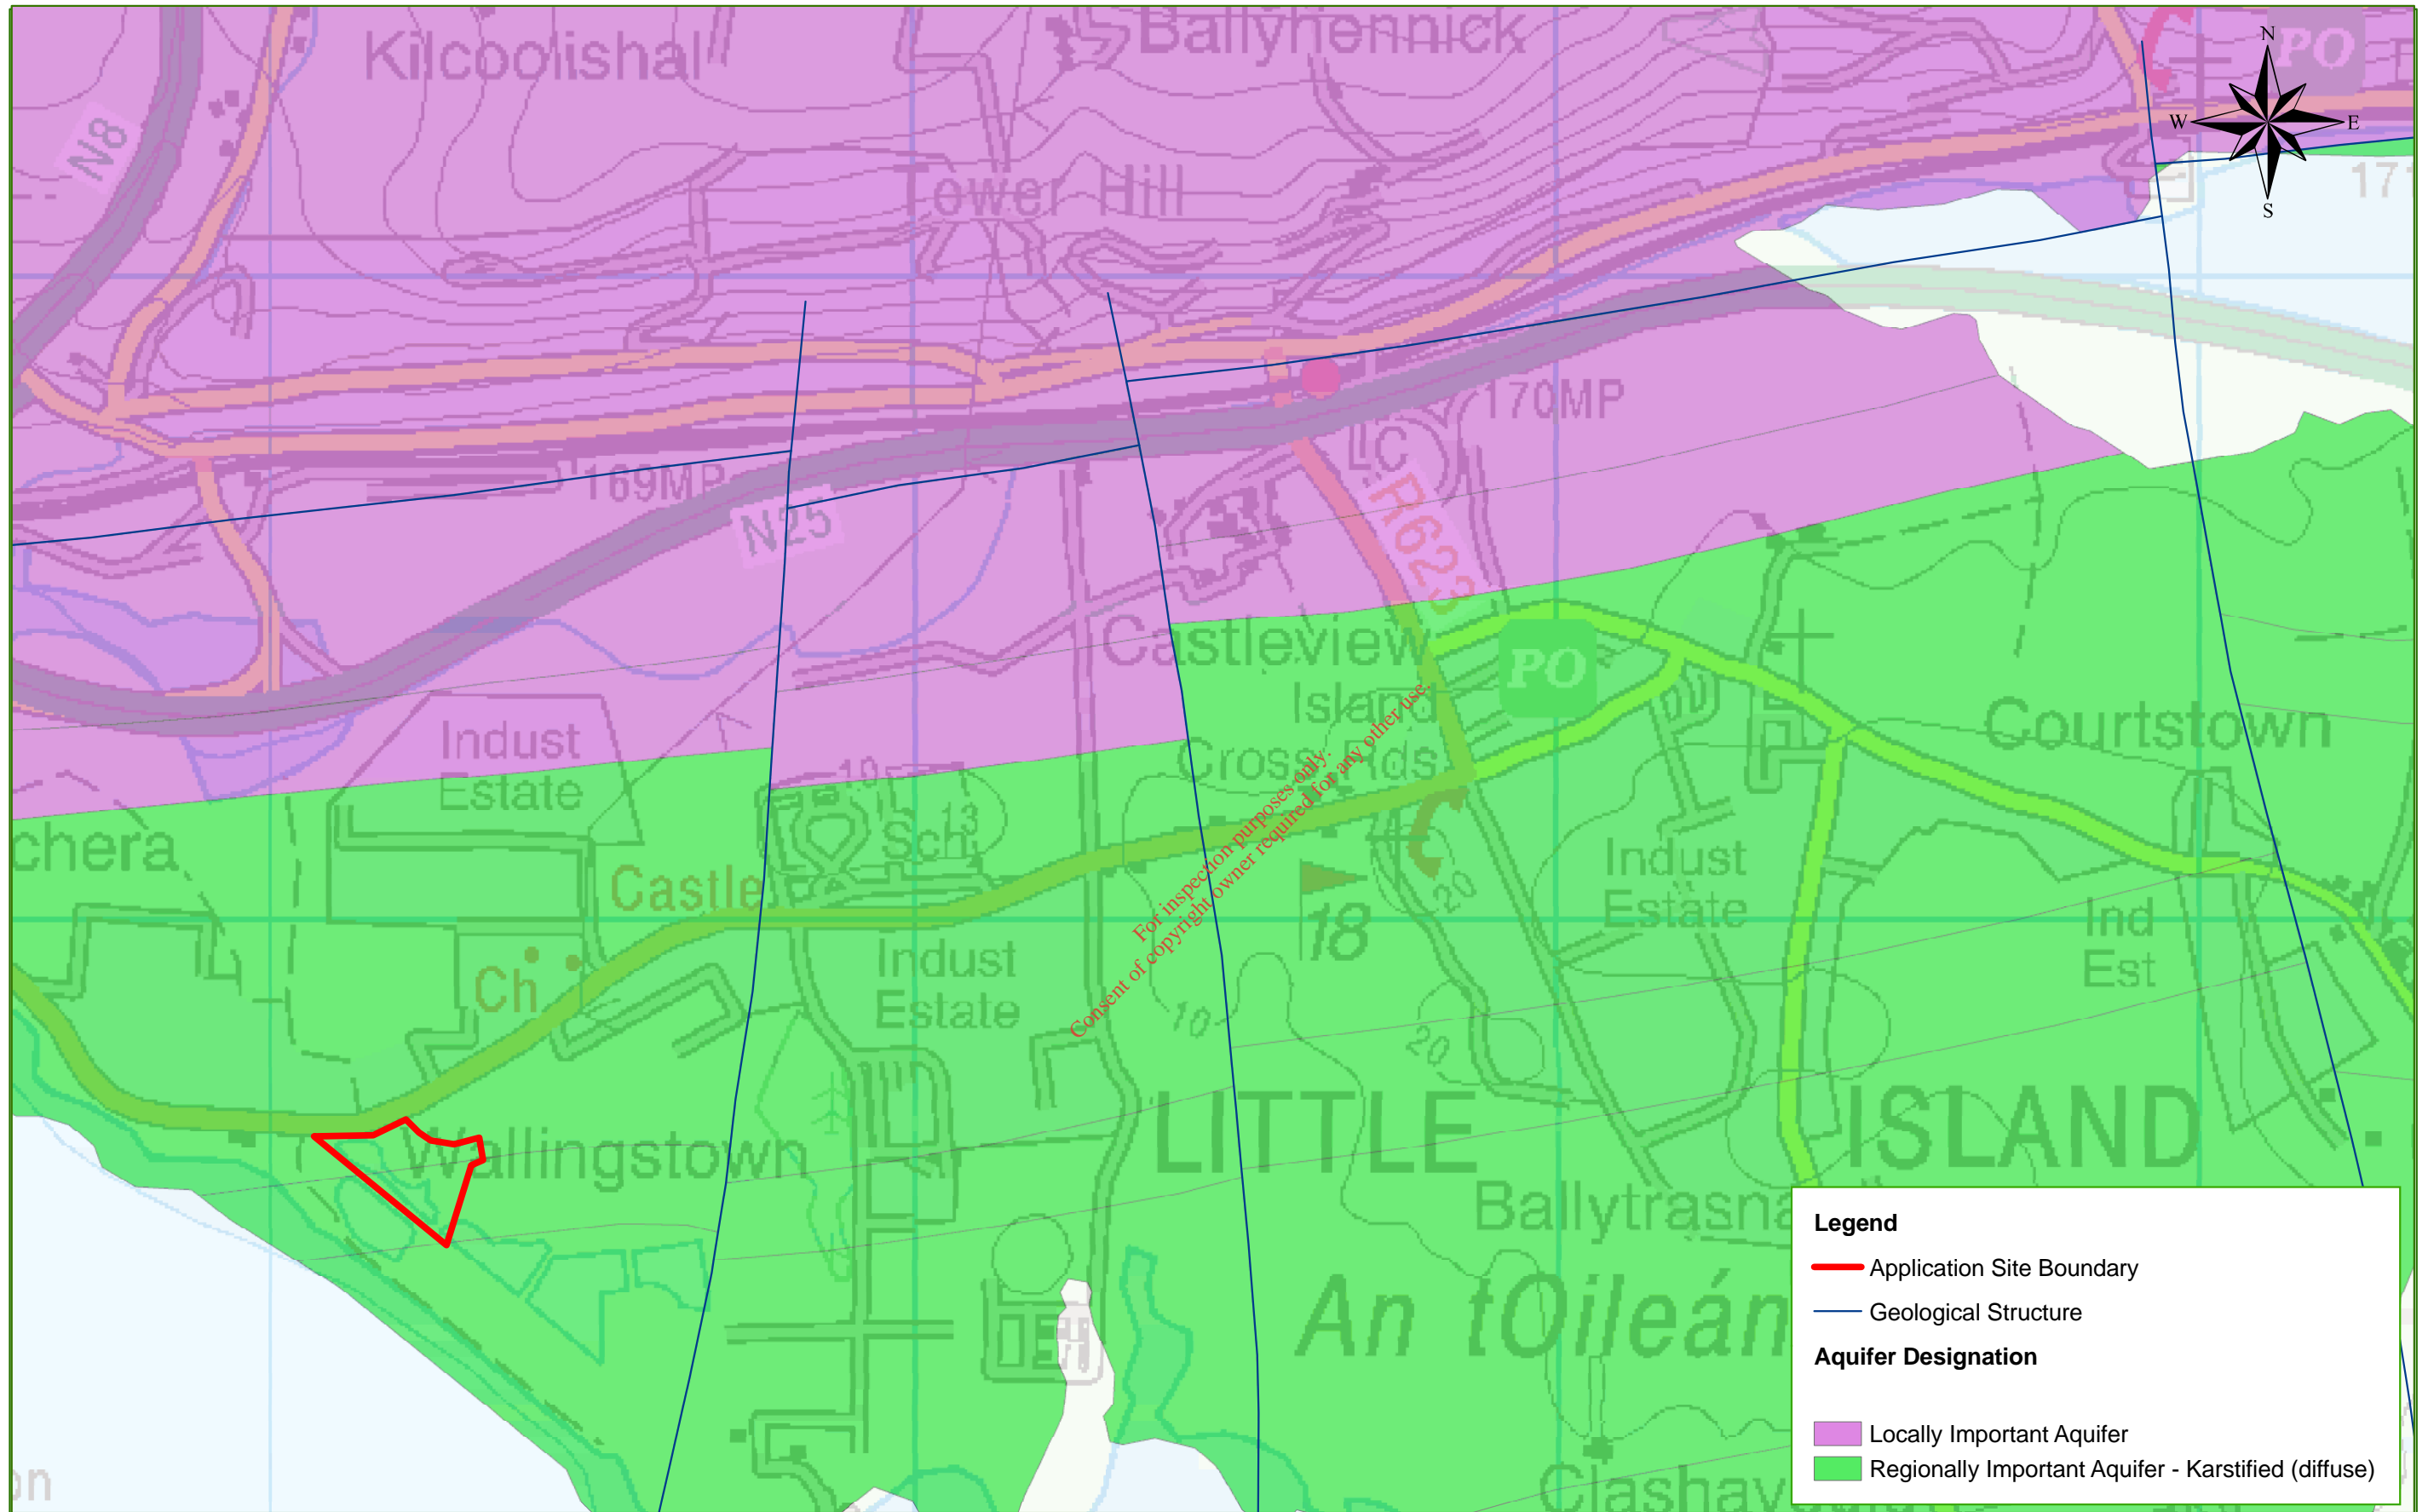 Kilcoolishal
Ballyhennick
PO
N
W
E
S
N8
Tower Hill
171
170MP
LC
169MP
N25
R623
Castleview
Island
Cross Rds
PO
Courtstown
Indust
Estate
19
13
Sch
chera
Castle
Indust
Estate
18
20
Ind
Est
Ch
Indust
Estate
10
20
For inspection purposes only.
Consent of copyright owner required for any other use.
Wallingstown
LITTLE
ISLAND
Ballytrasna
An tOileán
on
Legend
Application Site Boundary
Geological Structure
Aquifer Designation
Locally Important Aquifer
Regionally Important Aquifer - Karstified (diffuse)